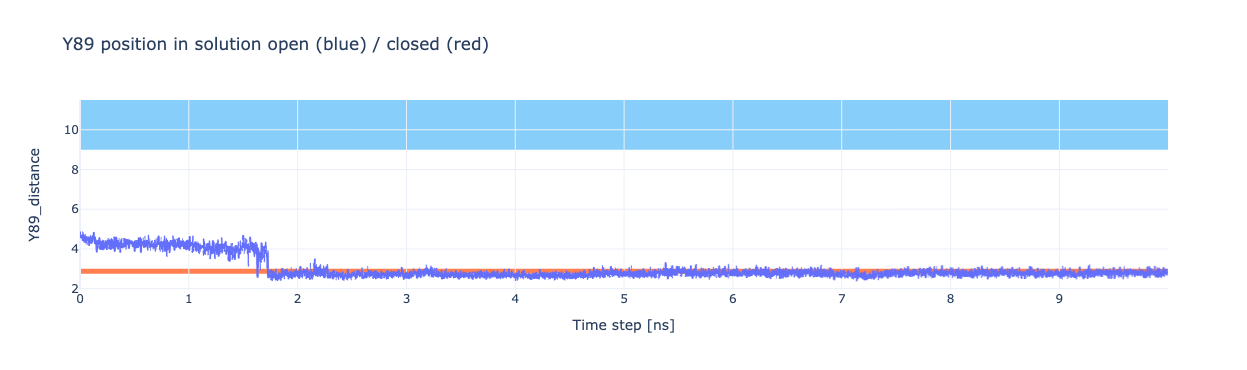 Y89 position in solution open (blue) / closed (red)
Y89_distance
10
8
6
4
2
0 1 2 3 4 5 6 7 8 9
Time step [ns]